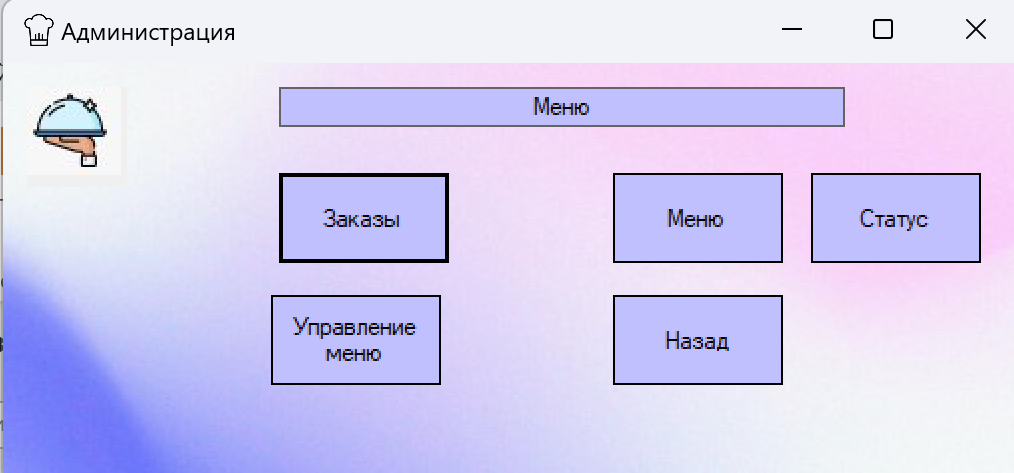 Администрация
Меню
Заказы
Меню
Статус
Управление
меню
Назад